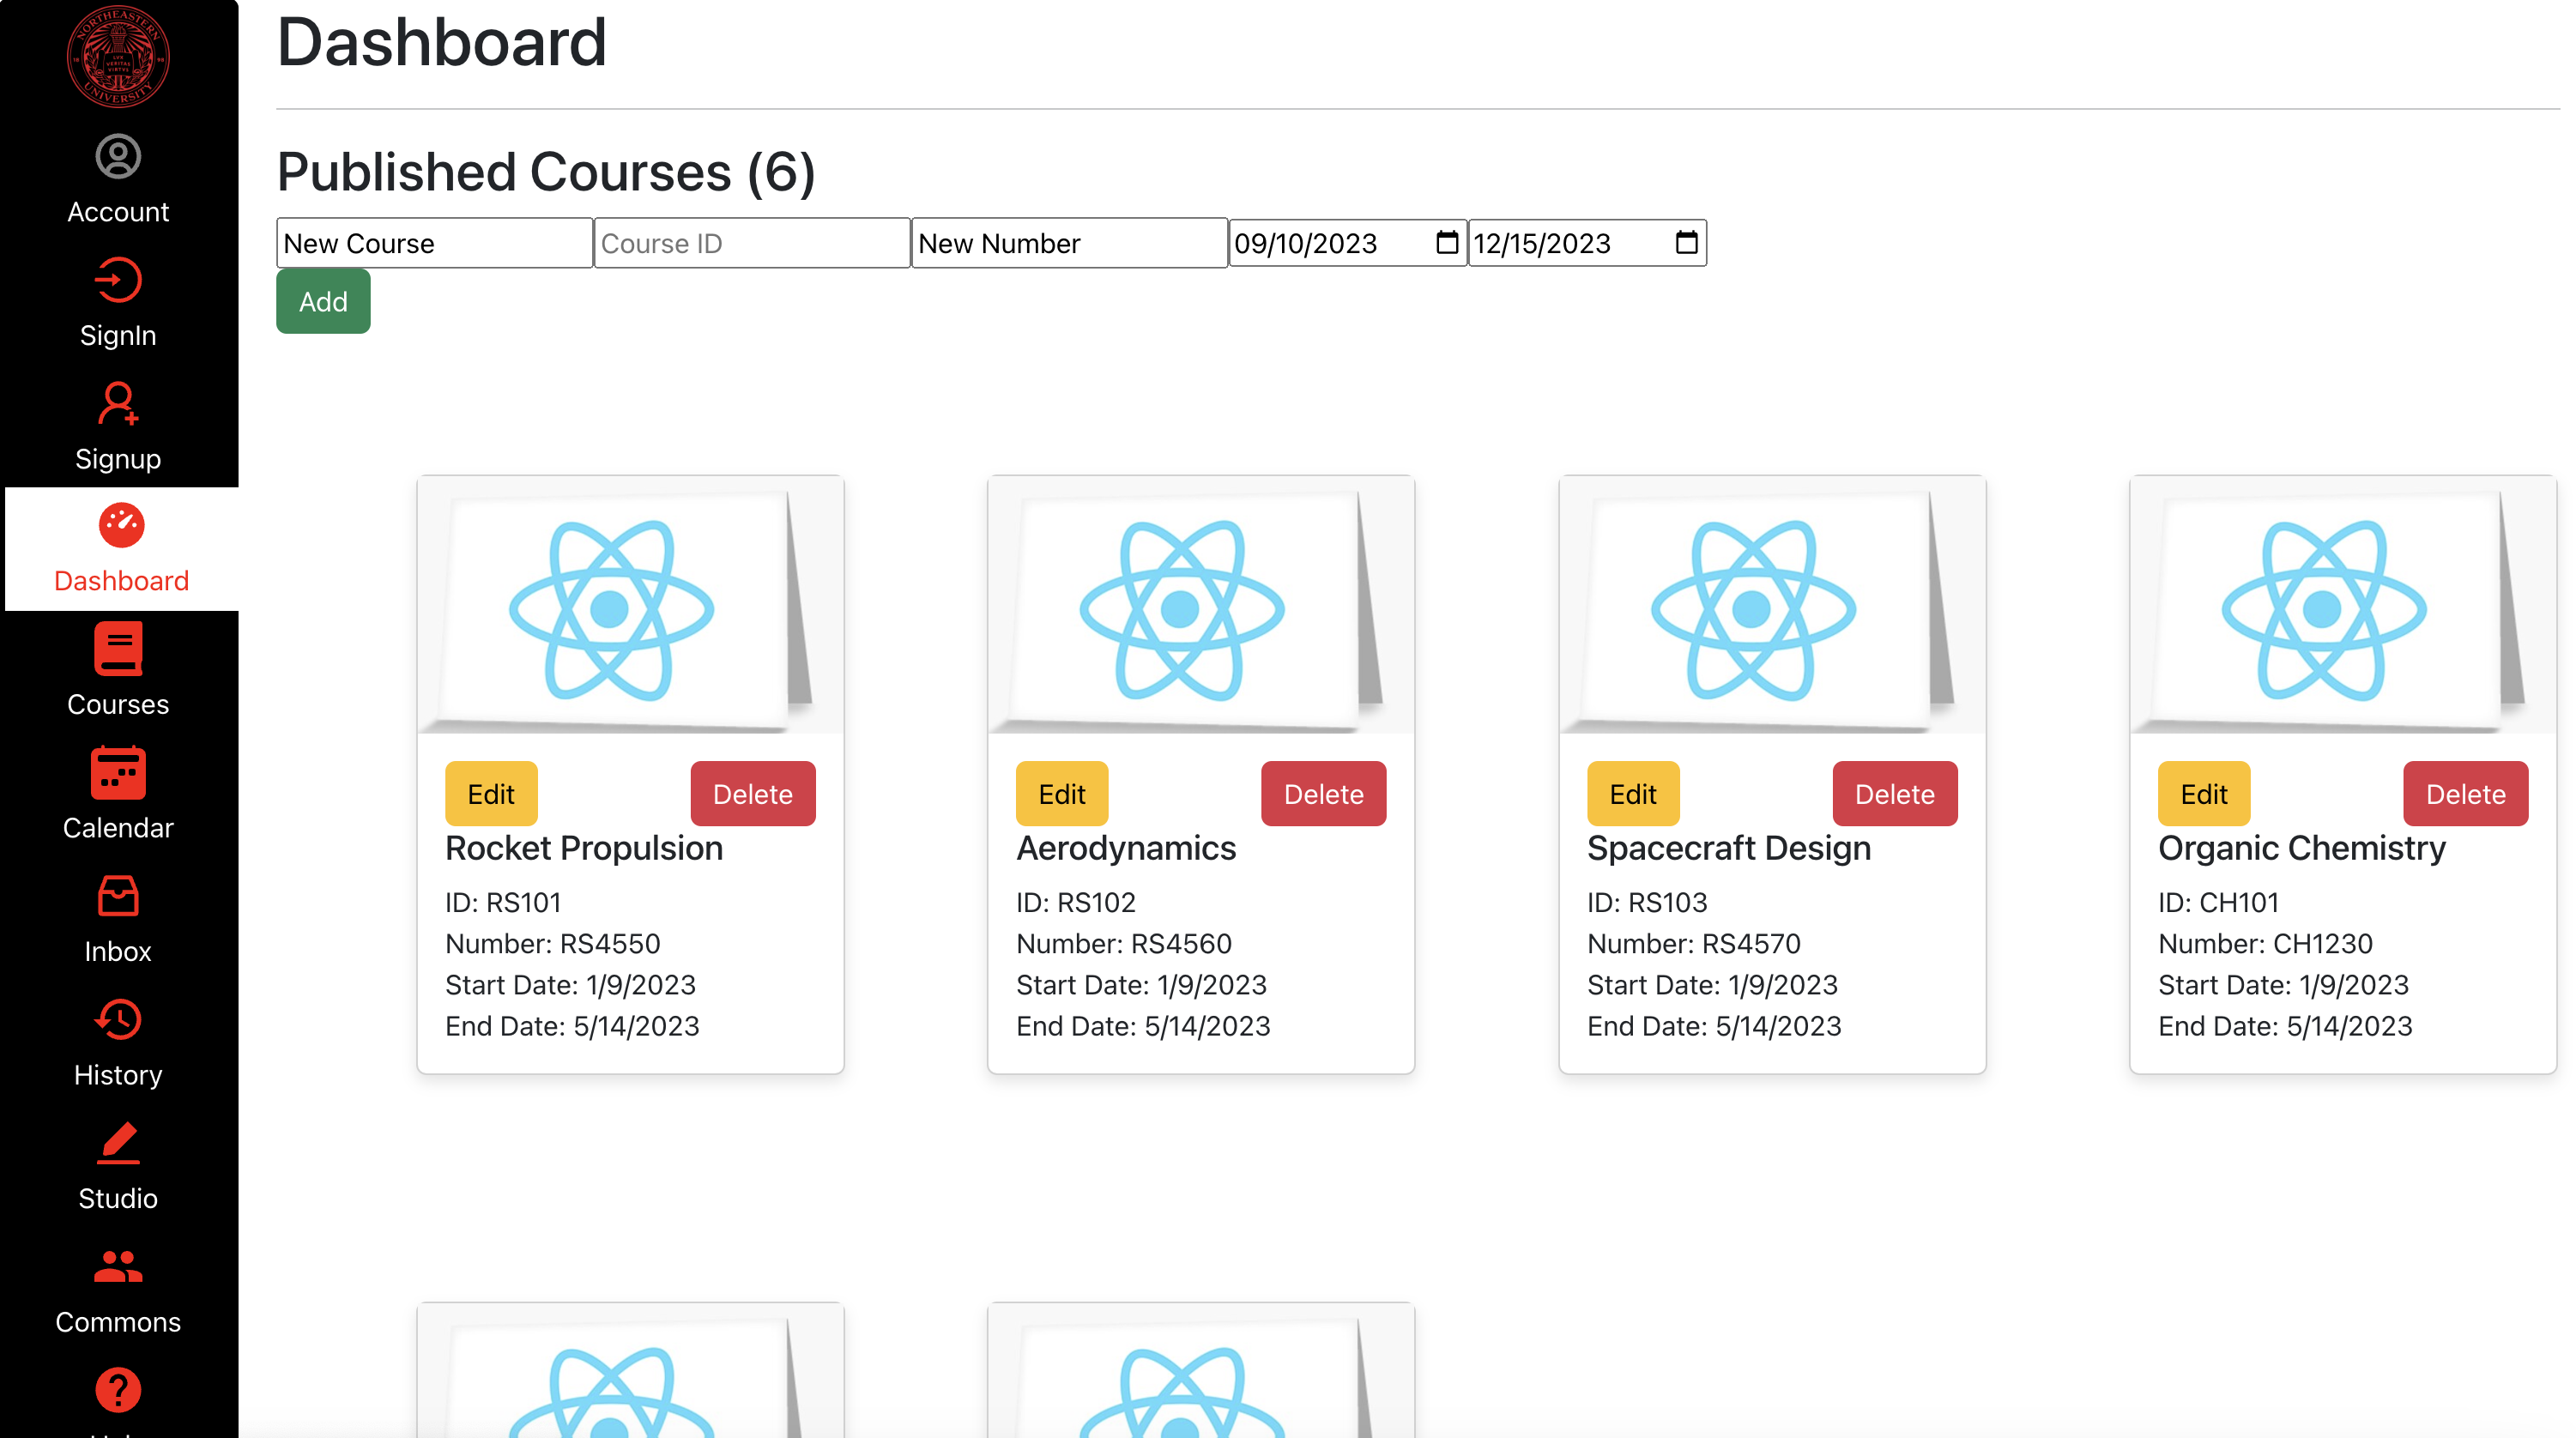 NORTHEASTERN
LVX
VERITAS
VIRTVS
UNIVERSITY
Account
SignIn
Signup
Dashboard
Courses
Calendar
Inbox
History
Studio
Commons
Dashboard
Published Courses (6)
New Course Course ID New Number 09/10/2023 12/15/2023
Add
Edit Delete
Rocket Propulsion
ID: RS101
Number: RS4550
Start Date: 1/9/2023
End Date: 5/14/2023
Edit Delete
Aerodynamics
ID: RS102
Number: RS4560
Start Date: 1/9/2023
End Date: 5/14/2023
Edit Delete
Spacecraft Design
ID: RS103
Number: RS4570
Start Date: 1/9/2023
End Date: 5/14/2023
Edit Delete
Organic Chemistry
ID: CH101
Number: CH1230
Start Date: 1/9/2023
End Date: 5/14/2023